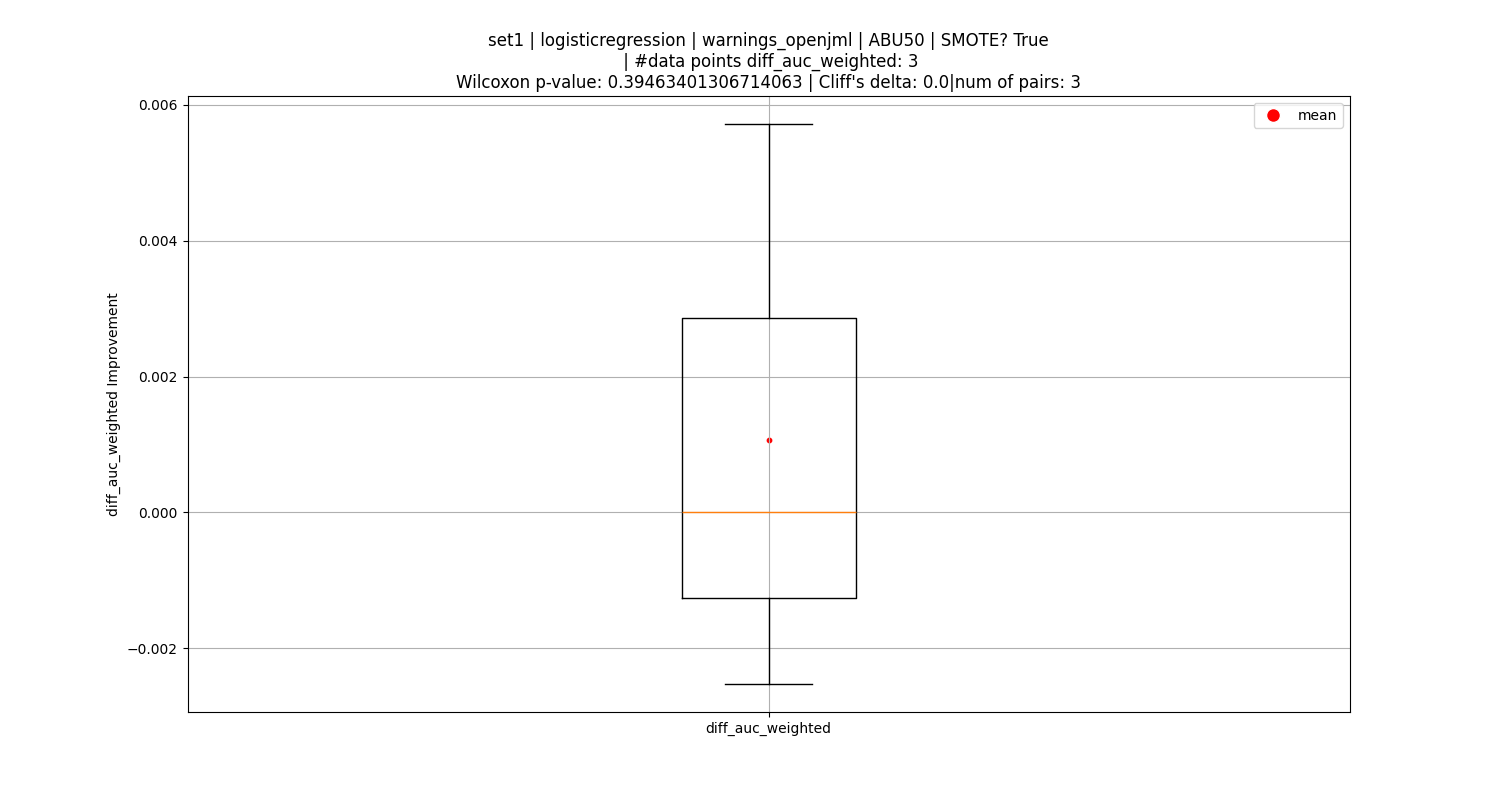 set1 | logisticregression | warnings_openjml | ABU50 | SMOTE? True
| #data points diff_auc_weighted: 3
Wilcoxon p-value: 0.39463401306714063 | Cliff's delta: 0.0|num of pairs: 3
mean
0.006
0.004
0.002
0.000
−0.002
diff_auc_weighted Improvement
diff_auc_weighted